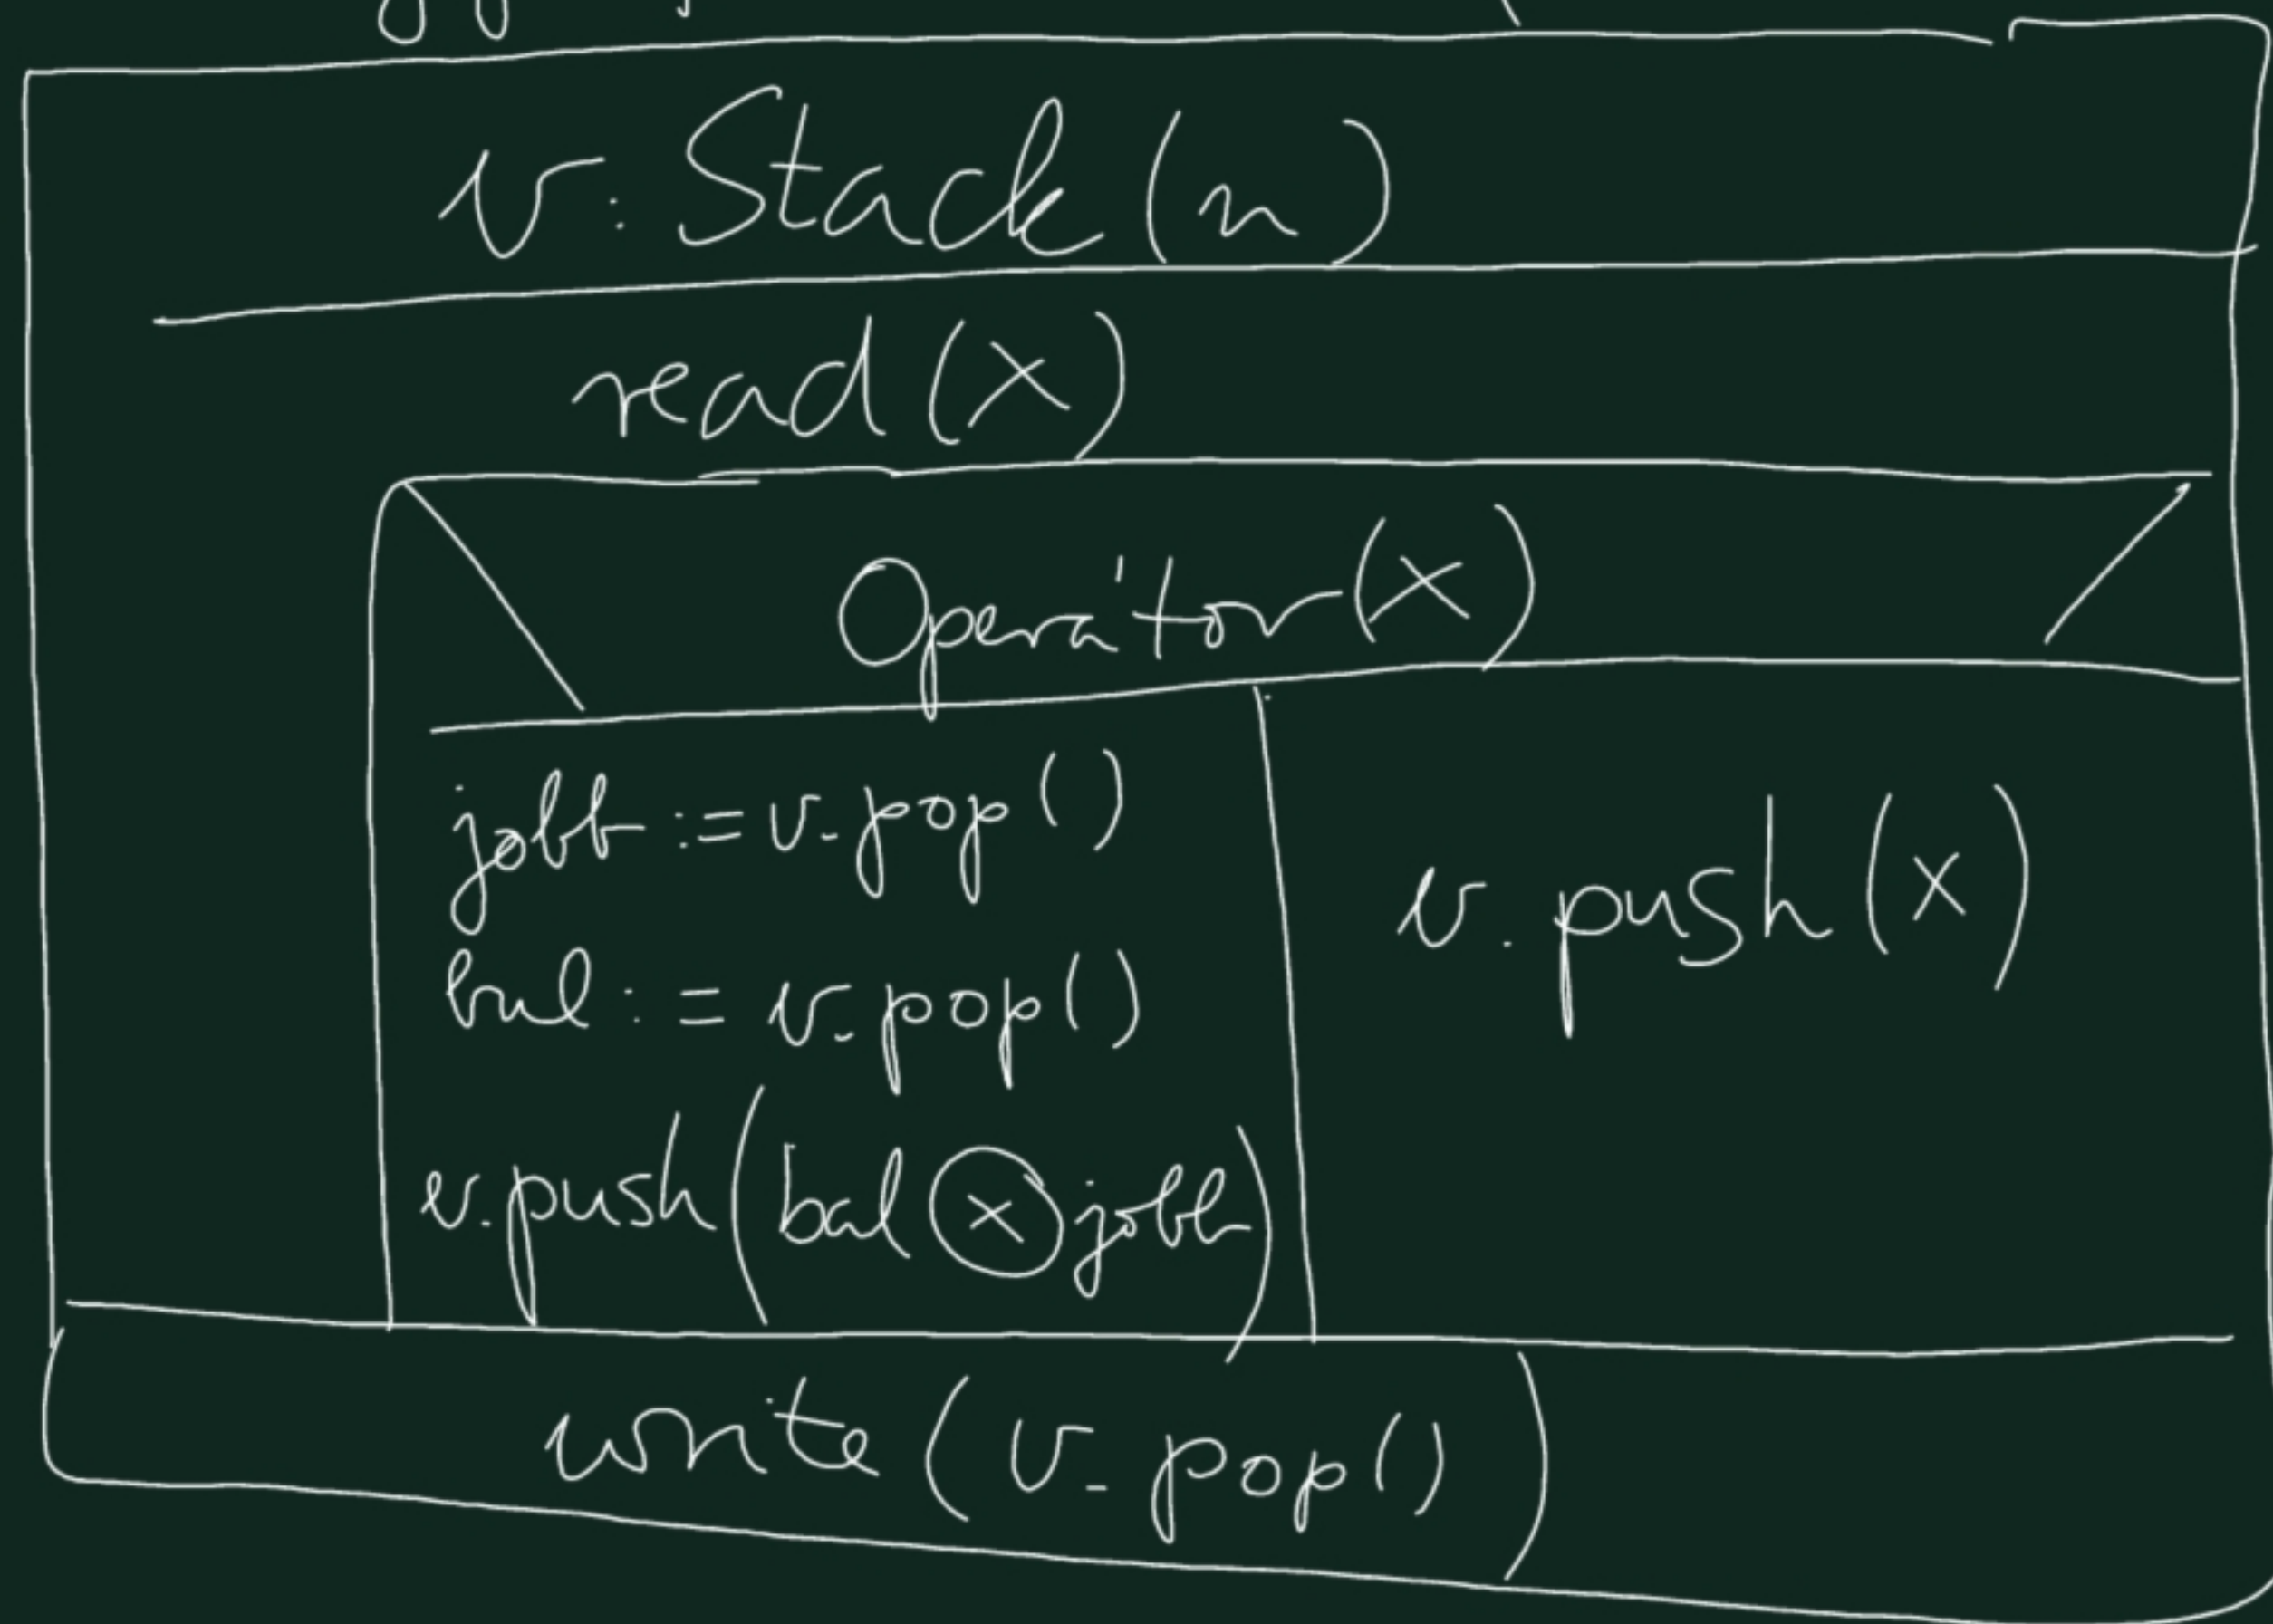 v: Stack(n)
read(x)
Operátor(x)
jobb := v.pop()
bal := v.pop()
v.push(bal ⓧ jobb)
v.push(x)
write(v.pop())